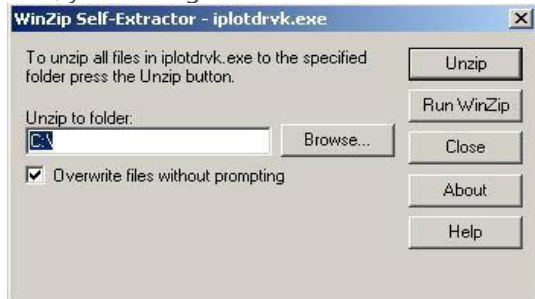 WinZip Self-Extractor - iplotdrvk.exe
To unzip all files in iplotdrvk.exe to the specified
folder press the Unzip button.
Unzip to folder:
C:\
Browse...
Overwrite files without prompting
Unzip
Run WinZip
Close
About
Help